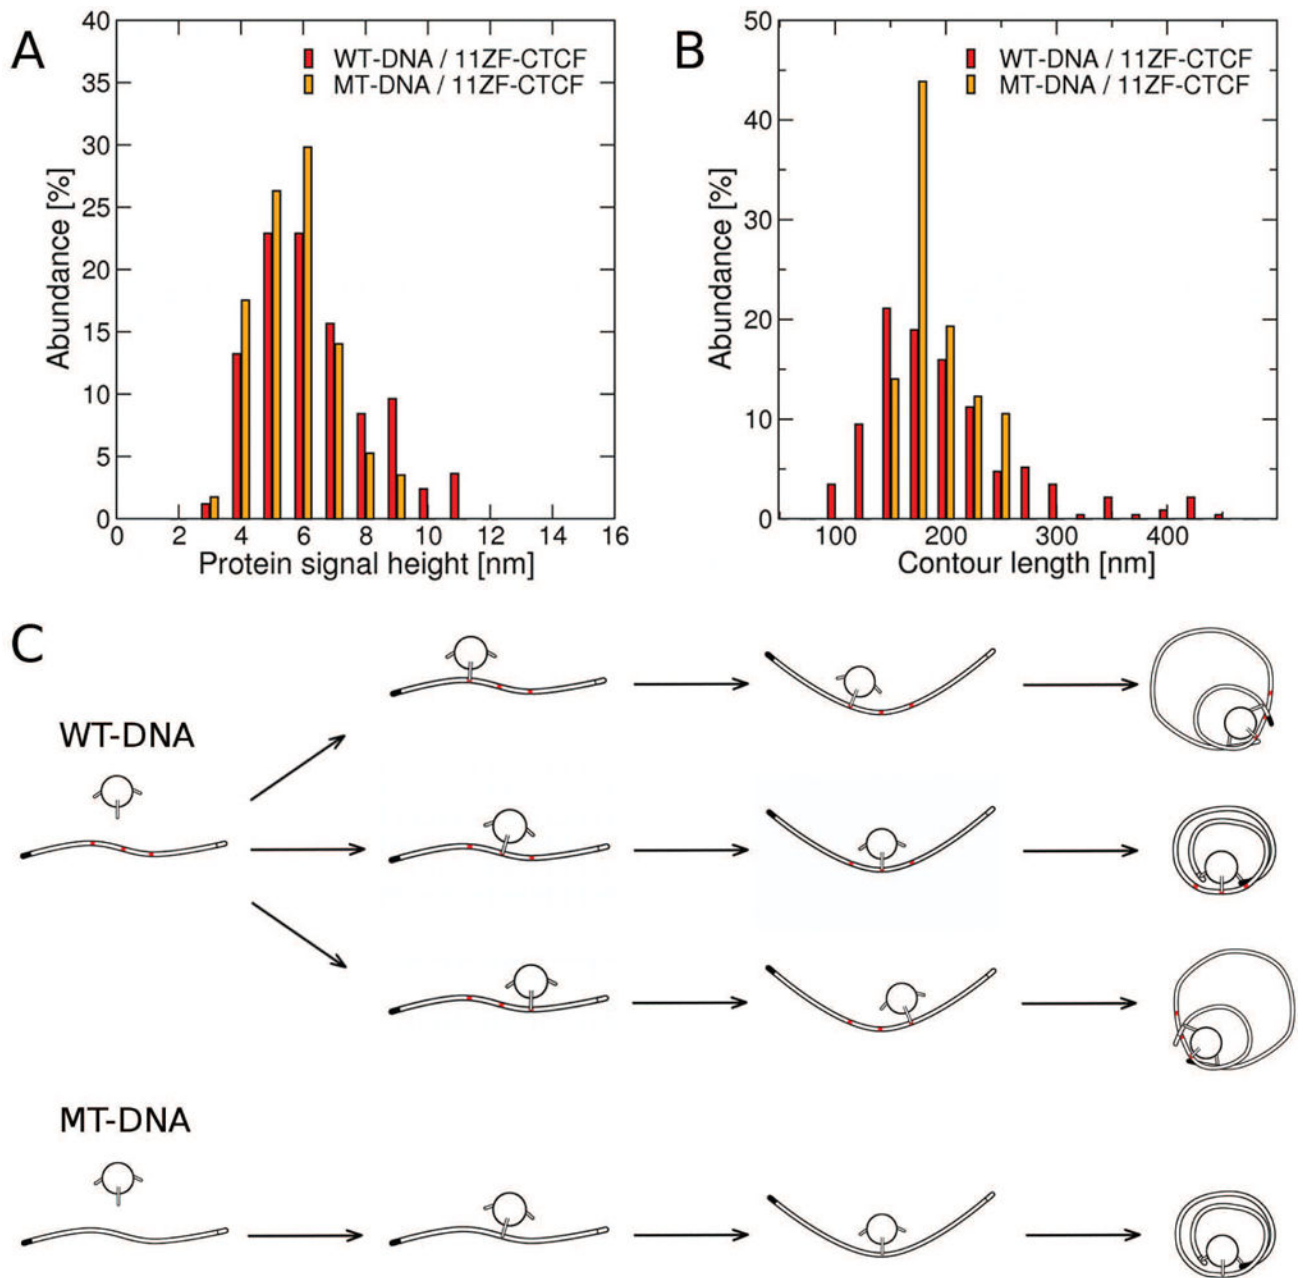 A
40
35
30
25
20
15
10
5
0
Abundance [%]
WT-DNA / 11ZF-CTCF
MT-DNA / 11ZF-CTCF
0 2 4 6 8 10 12 14 16
Protein signal height [nm]
B
50
40
30
20
10
0
Abundance [%]
WT-DNA / 11ZF-CTCF
MT-DNA / 11ZF-CTCF
100 200 300 400
Contour length [nm]
C
WT-DNA
MT-DNA